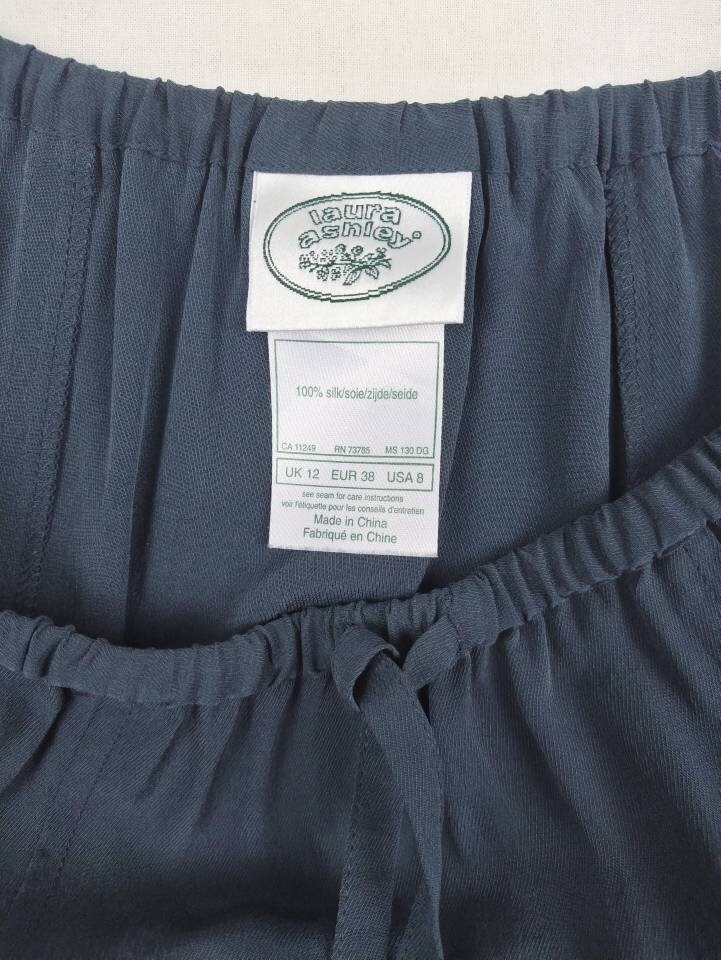 laura
ashley®
100% silk/soie/zijde/seide
CA 11249 RN 73785 MS 130 DG
UK 12 EUR 38 USA 8
see seam for care instructions
voir l'étiquette pour les conseils d'entretien
Made in China
Fabriqué en Chine